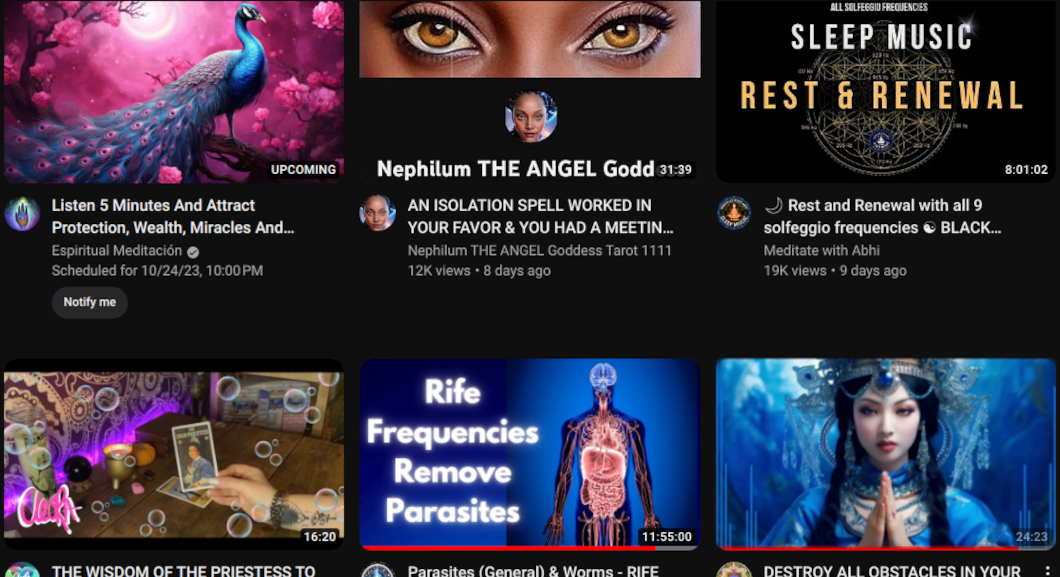 UPCOMING
Nephilum THE ANGEL Godd
31:39
ALL SOLFEGGIO FREQUENCIES
SLEEP MUSIC
REST & RENEWAL
8:01:02
Listen 5 Minutes And Attract
Protection, Wealth, Miracles And...
Espiritual Meditación
Scheduled for 10/24/23, 10:00 PM
Notify me
AN ISOLATION SPELL WORKED IN
YOUR FAVOR & YOU HAD A MEETIN...
Nephilum THE ANGEL Goddess Tarot 1111
12K views • 8 days ago
🌙 Rest and Renewal with all 9
solfeggio frequencies ☯ BLACK...
Meditate with Abhi
19K views • 9 days ago
16:20
Rife
Frequencies
Remove
Parasites
11:55:00
24:23
THE WISDOM OF THE PRIESTESS TO
Parasites (General) & Worms - RIFE
DESTROY ALL OBSTACLES IN YOUR